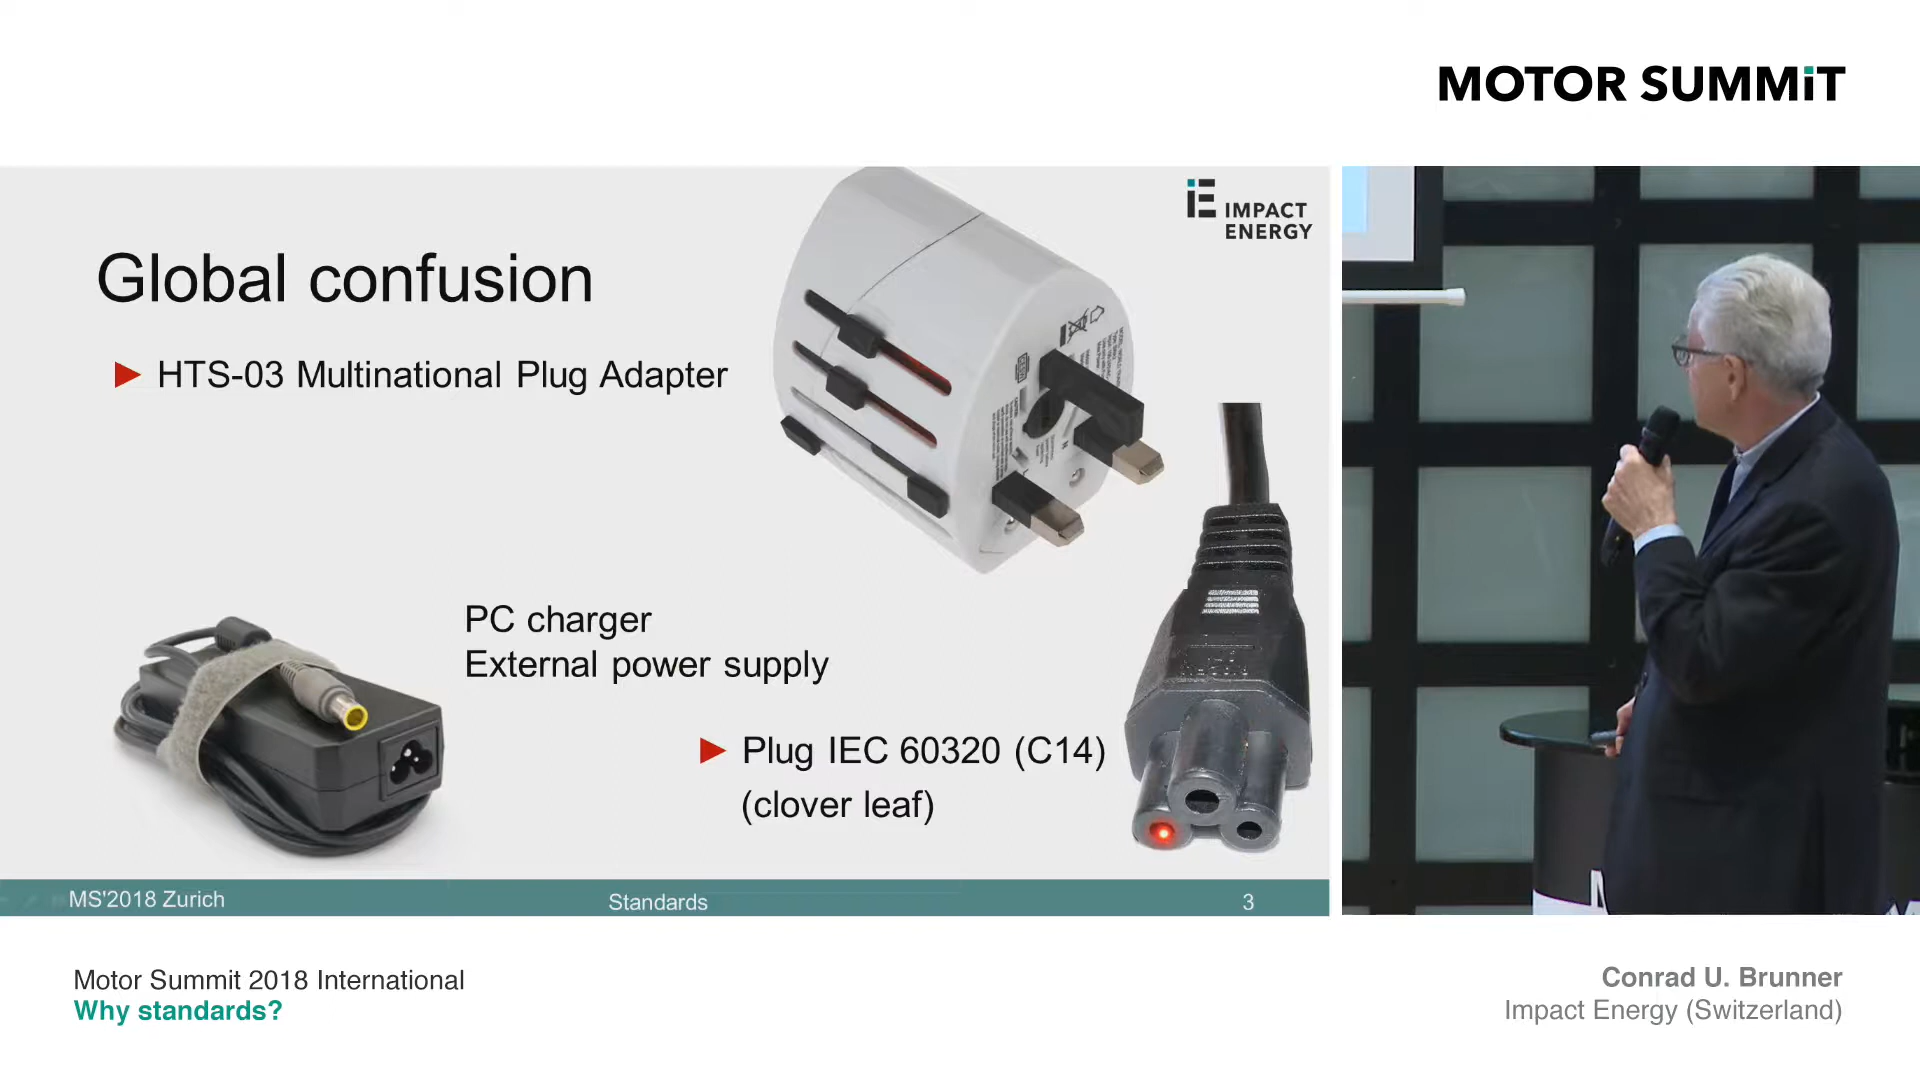 MOTOR SUMMiT
iE IMPACT
ENERGY
Global confusion
► HTS-03 Multinational Plug Adapter
PC charger
External power supply
► Plug IEC 60320 (C14)
(clover leaf)
MS'2018 Zurich
Standards
3
Motor Summit 2018 International
Why standards?
Conrad U. Brunner
Impact Energy (Switzerland)